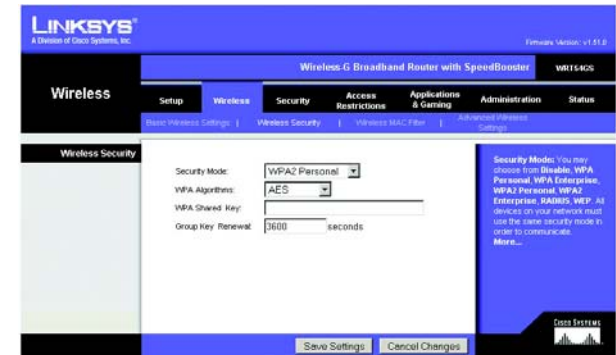 LINKSYS®
A Division of Cisco Systems, Inc.
Firmware Version: v1.51.0
Wireless-G Broadband Router with SpeedBooster
WRT54GS
Wireless
Setup
Wireless
Security
Access Restrictions
Applications & Gaming
Administration
Status
Basic Wireless Settings |
Wireless Security |
Wireless MAC Filter |
Advanced Wireless Settings
Wireless Security
Security Mode: WPA2 Personal
WPA Algorithms: AES
WPA Shared Key:
Group Key Renewal: 3600 seconds
Security Mode: You may
choose from Disable, WPA
Personal, WPA Enterprise,
WPA2 Personal, WPA2
Enterprise, RADIUS, WEP. All
devices on your network must
use the same security mode in
order to communicate.
More...
Save Settings
Cancel Changes
CISCO SYSTEMS